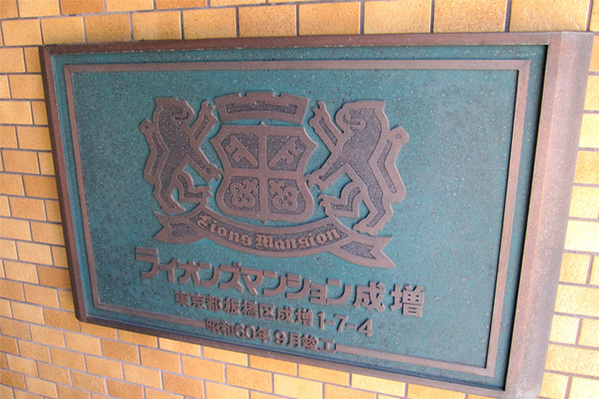 Lions Mansion
ライオンズマンション成増
東京都板橋区成増1-7-4
昭和60年9月竣工